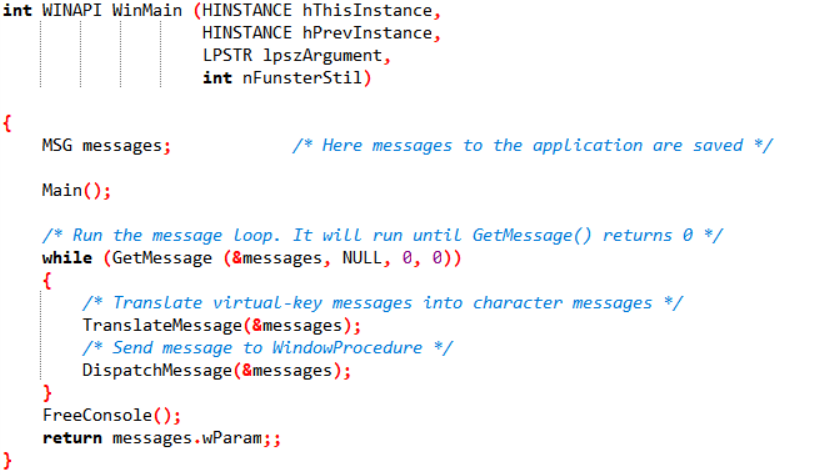 int WINAPI WinMain (HINSTANCE hThisInstance,
                    HINSTANCE hPrevInstance,
                    LPSTR lpszArgument,
                    int nFunsterStil)

{
    MSG messages;            /* Here messages to the application are saved */

    Main();

    /* Run the message loop. It will run until GetMessage() returns 0 */
    while (GetMessage (&messages, NULL, 0, 0))
    {
        /* Translate virtual-key messages into character messages */
        TranslateMessage(&messages);
        /* Send message to WindowProcedure */
        DispatchMessage(&messages);
    }
    FreeConsole();
    return messages.wParam;;
}